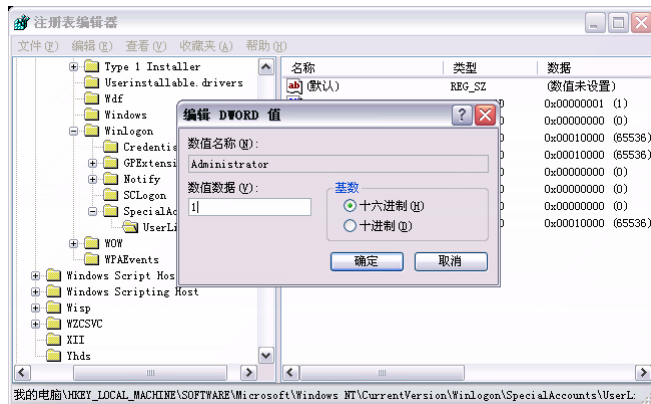 注册表编辑器
文件(F) 编辑(E) 查看(V) 收藏夹(A) 帮助(H)
Type 1 Installer
Userinstallable.drivers
Wdf
Windows
Winlogon
Credentia
GPExtensi
Notify
SCLogon
SpecialAc
UserLi
WOW
WPAEvents
Windows Script Hos
Windows Scripting Host
Wisp
WZCSVC
XII
Yhds
名称 类型 数据
ab (默认) REG_SZ (数值未设置)
0x00000001 (1)
0x00000000 (0)
0x00010000 (65536)
0x00010000 (65536)
0x00000000 (0)
0x00000000 (0)
0x00000000 (0)
0x00010000 (65536)
编辑 DWORD 值
数值名称(N):
Administrator
数值数据(V):
1
基数
十六进制(H)
十进制(D)
确定 取消
我的电脑\HKEY_LOCAL_MACHINE\SOFTWARE\Microsoft\Windows NT\CurrentVersion\Winlogon\SpecialAccounts\UserL